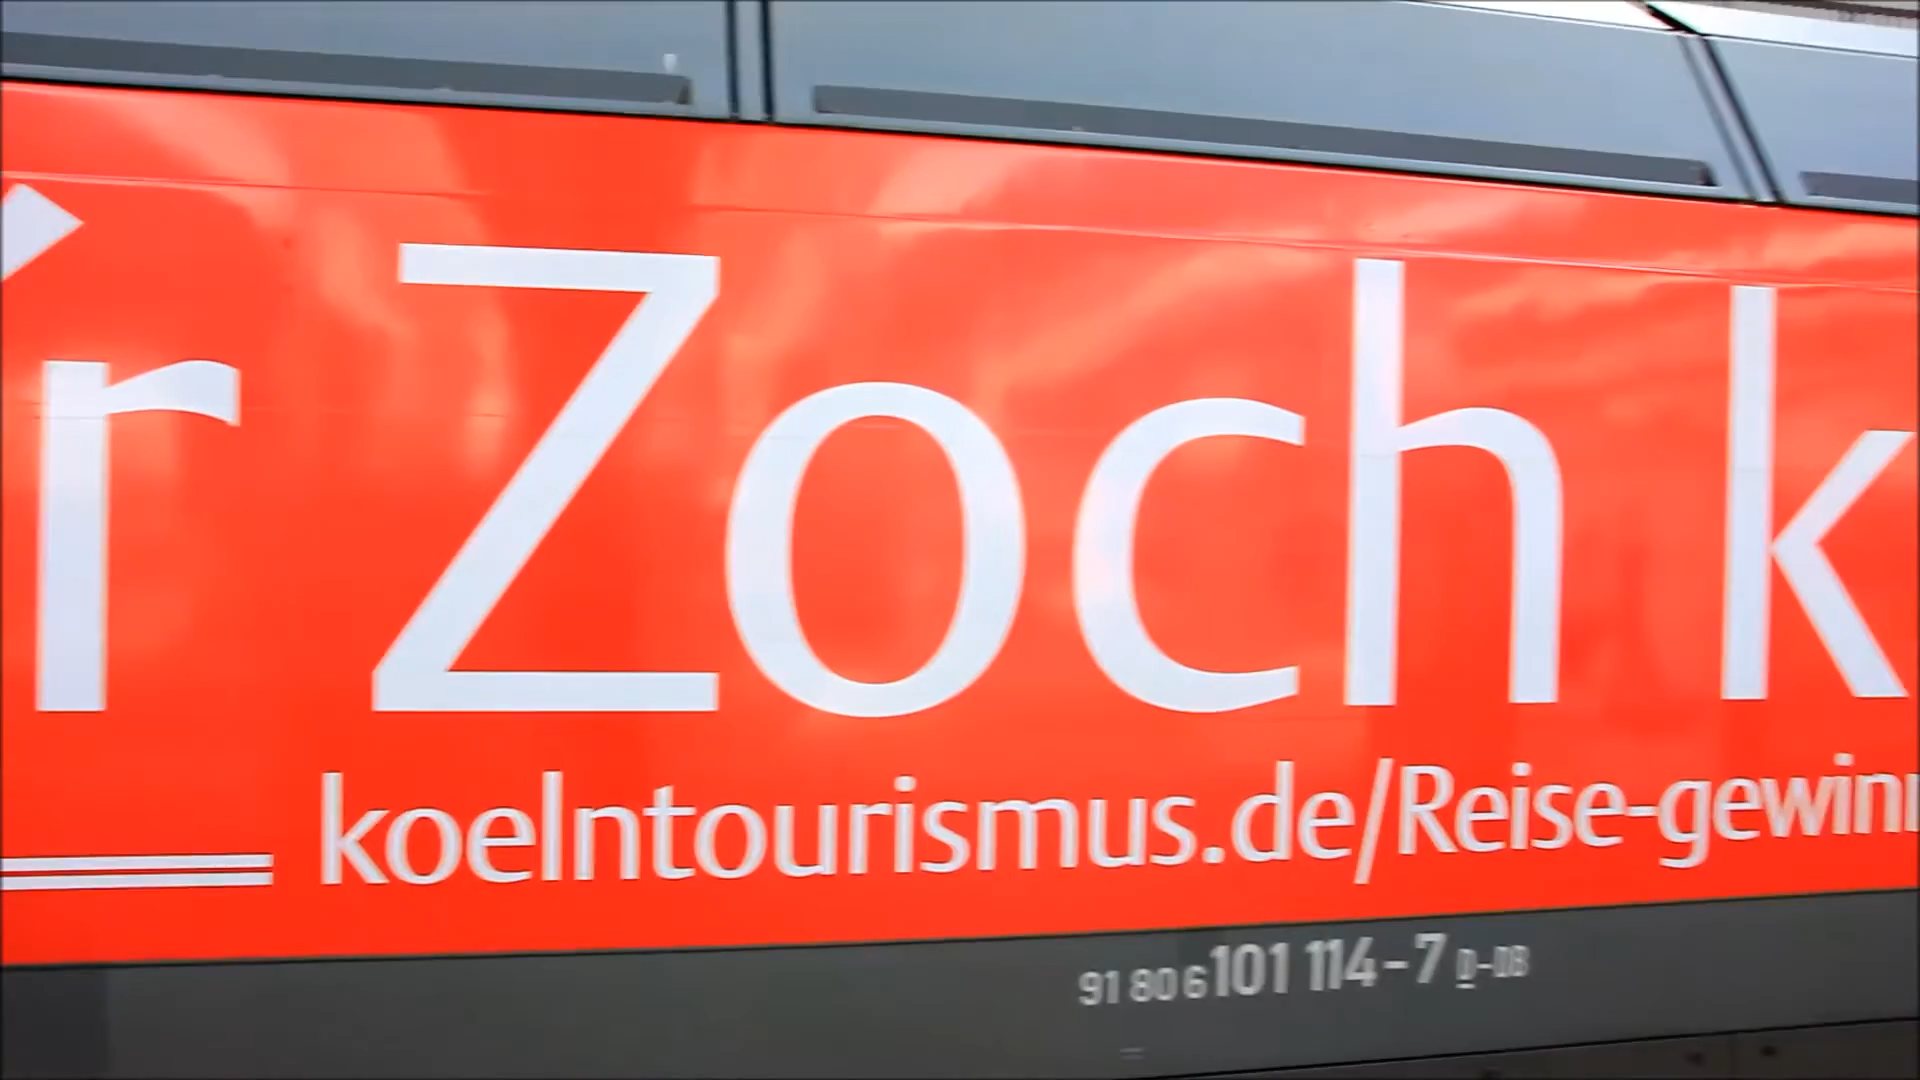 r Zoch k
koelntourismus.de/Reise-gewin
91 80 6 101 114-7 D-DB